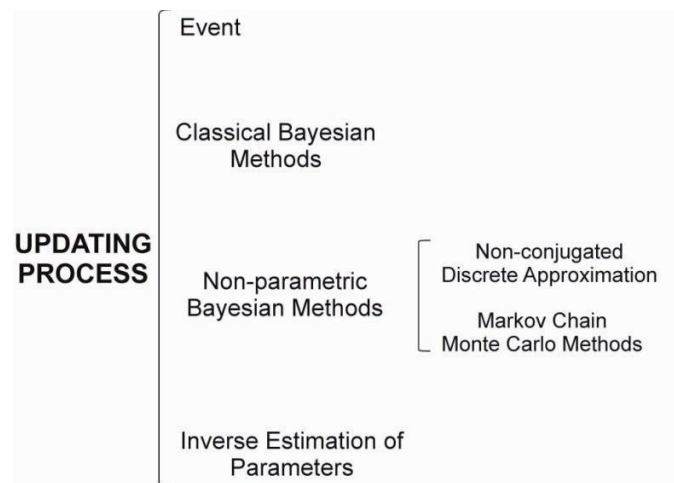 Event
Classical Bayesian
Methods
UPDATING
PROCESS
Non-parametric
Bayesian Methods
Non-conjugated
Discrete Approximation
Markov Chain
Monte Carlo Methods
Inverse Estimation of
Parameters